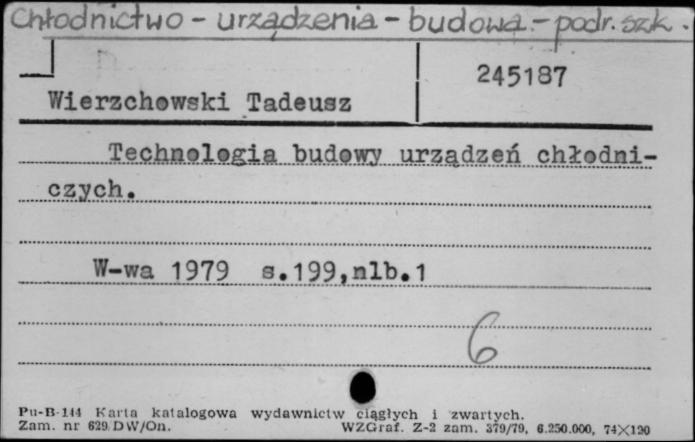 Chłodnictwo - urządzenia - budowa - podr. szk.
245187
Wierzchowski Tadeusz
Technologia budowy urządzeń chłodni-
czych.
W-wa 1979 s.199,nlb.1
6
Pu-B-144 Karta katalogowa wydawnictw ciągłych i zwartych.
Zam. nr 629 DW/On. WZGraf. Z-2 zam. 379/79, 6.250.000, 74X120